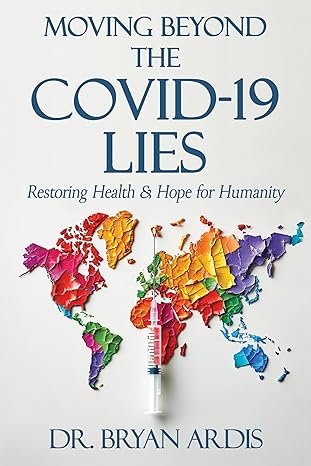 MOVING BEYOND
THE
COVID-19
LIES
Restoring Health & Hope for Humanity
DR. BRYAN ARDIS